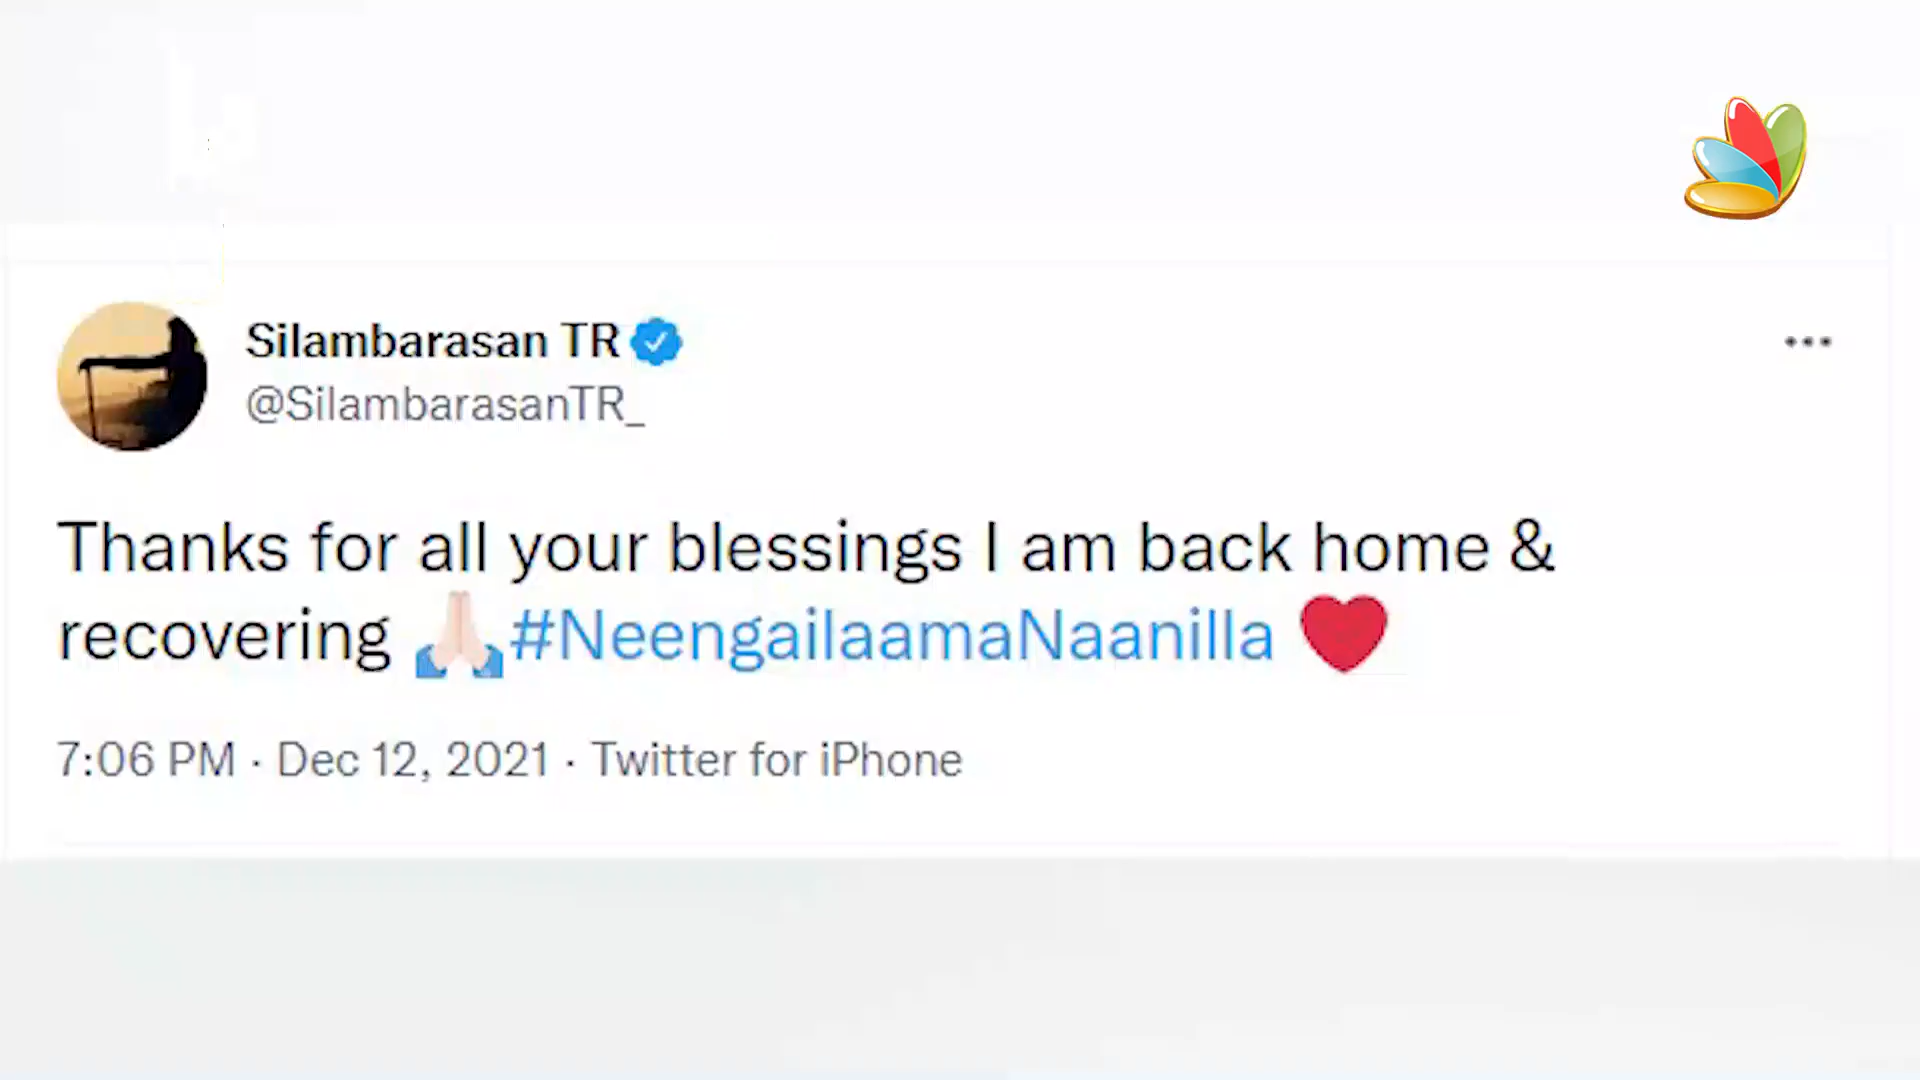 Silambarasan TR
@SilambarasanTR_
Thanks for all your blessings I am back home &
recovering 🙏🏻#NeengailaamaNaanilla ❤️
7:06 PM · Dec 12, 2021 · Twitter for iPhone